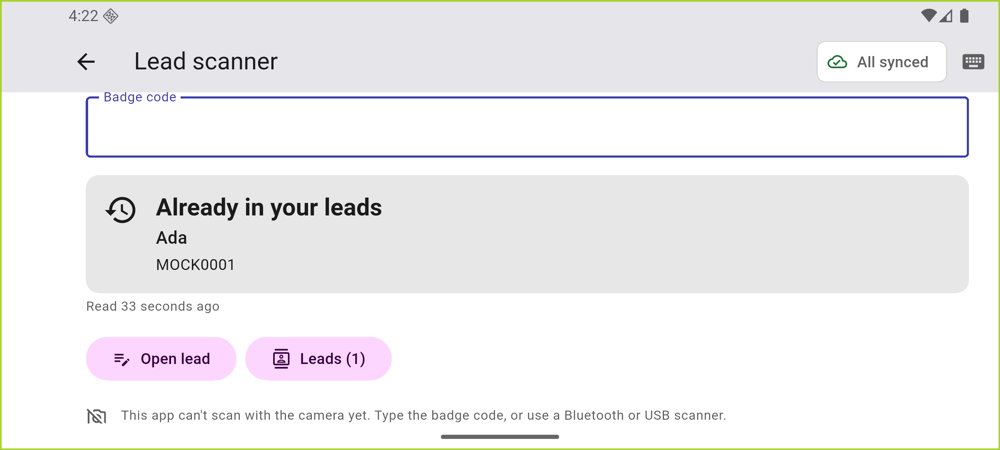 4:22
Lead scanner
All synced
Badge code
Already in your leads
Ada
MOCK0001
Read 33 seconds ago
Open lead
Leads (1)
This app can't scan with the camera yet. Type the badge code, or use a Bluetooth or USB scanner.